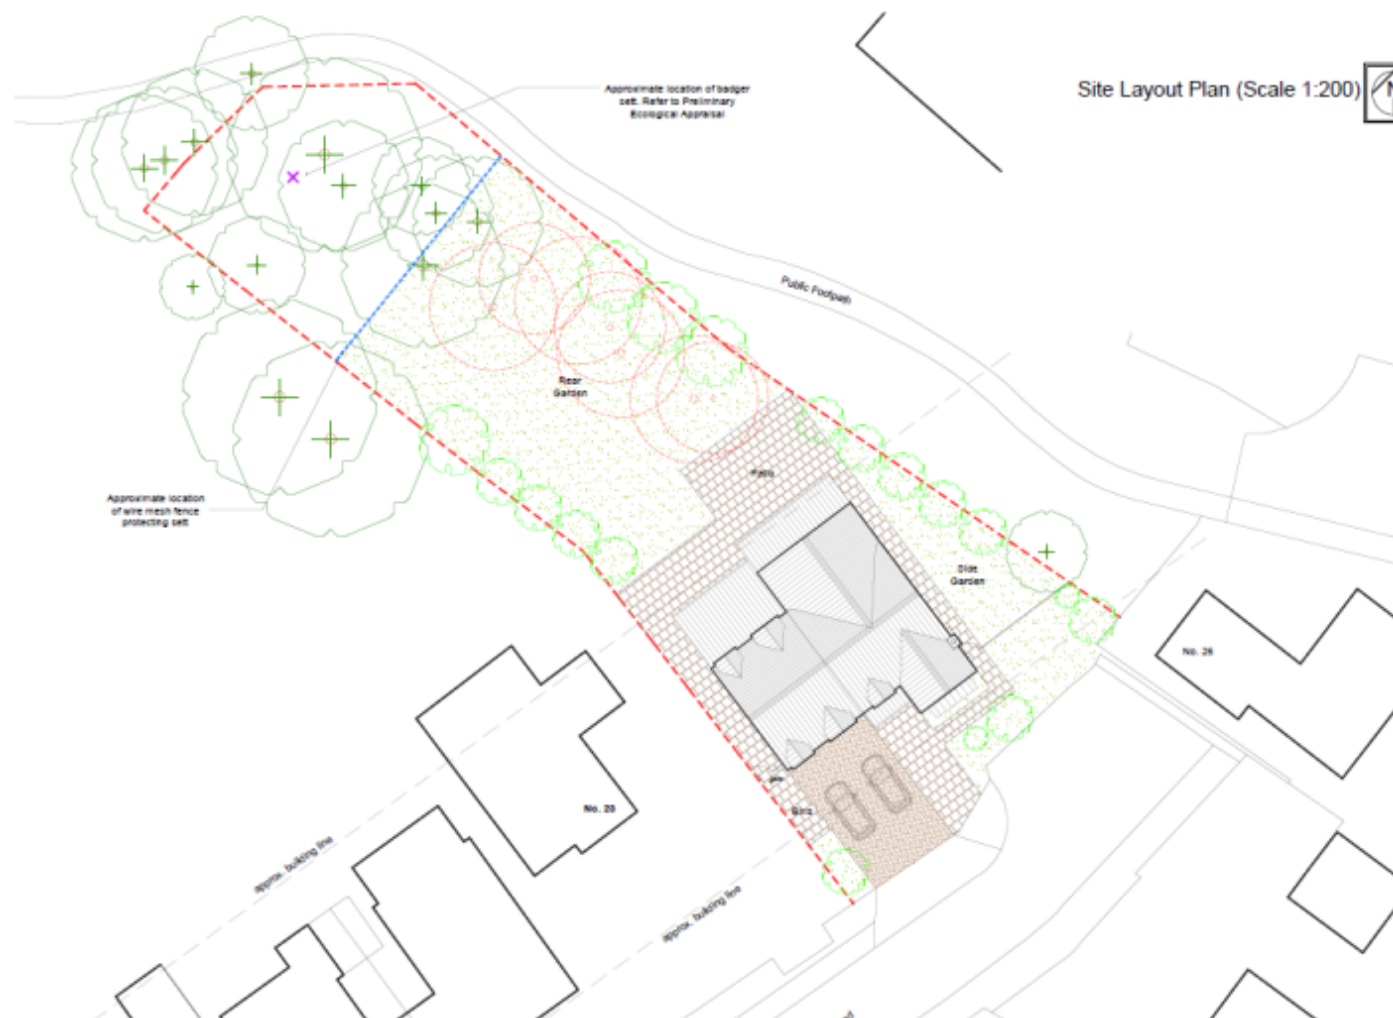 Approximate location of badger
sett. Refer to Preliminary
Ecological Appraisal
Site Layout Plan (Scale 1:200)
N
Public Footpath
Rear
Garden
Patio
Approximate location
of wire mesh fence
protecting sett
Side
Garden
No. 26
gate
Bins
No. 28
approx. building line
approx. building line